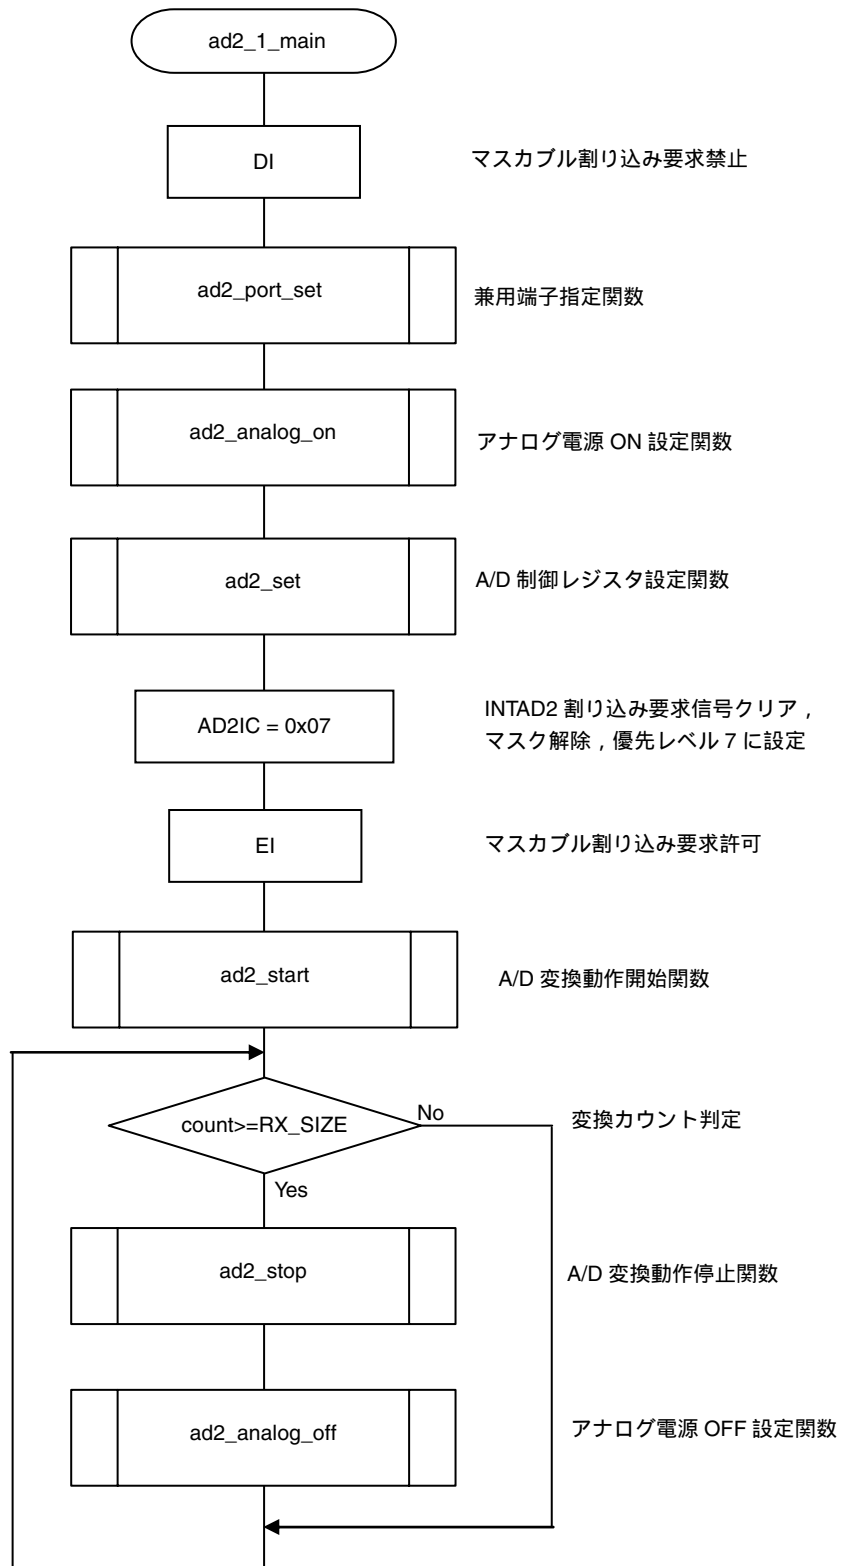 ad2_1_main
DI
マスカブル割り込み要求禁止
ad2_port_set
兼用端子指定関数
ad2_analog_on
アナログ電源 ON 設定関数
ad2_set
A/D 制御レジスタ設定関数
AD2IC = 0x07
INTAD2 割り込み要求信号クリア，
マスク解除，優先レベル 7 に設定
EI
マスカブル割り込み要求許可
ad2_start
A/D 変換動作開始関数
count>=RX_SIZE
No
変換カウント判定
Yes
ad2_stop
A/D 変換動作停止関数
ad2_analog_off
アナログ電源 OFF 設定関数